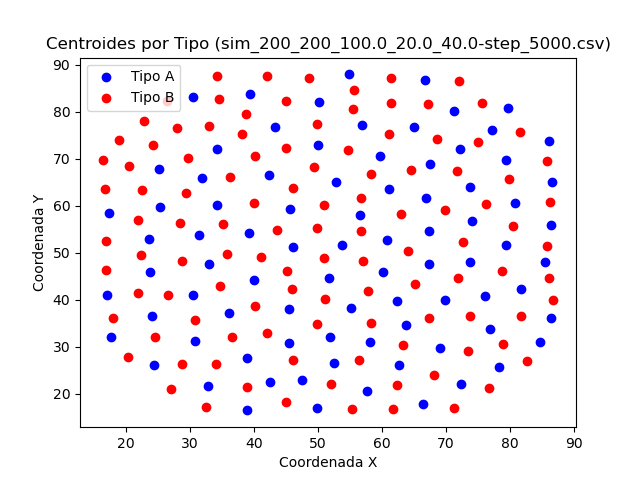 Centroides por Tipo (sim_200_200_100.0_20.0_40.0-step_5000.csv)
90
80
70
60
50
40
30
20
Coordenada Y
Tipo A
Tipo B
20 30 40 50 60 70 80 90
Coordenada X